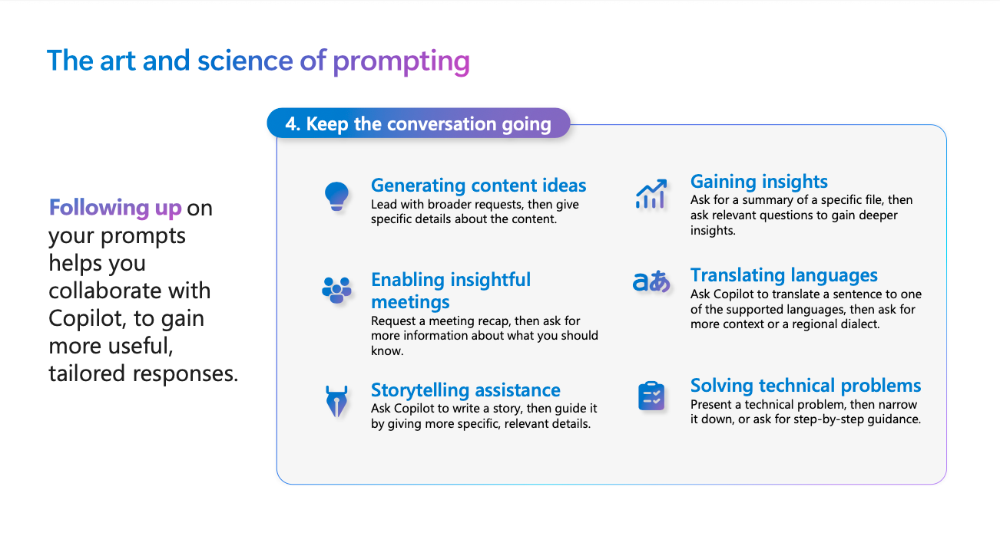 The art and science of prompting
4. Keep the conversation going
Following up on
your prompts
helps you
collaborate with
Copilot, to gain
more useful,
tailored responses.
Generating content ideas
Lead with broader requests, then give
specific details about the content.
Gaining insights
Ask for a summary of a specific file, then
ask relevant questions to gain deeper
insights.
Enabling insightful
meetings
Request a meeting recap, then ask for
more information about what you should
know.
aあ
Translating languages
Ask Copilot to translate a sentence to one
of the supported languages, then ask for
more context or a regional dialect.
Storytelling assistance
Ask Copilot to write a story, then guide it
by giving more specific, relevant details.
Solving technical problems
Present a technical problem, then narrow
it down, or ask for step-by-step guidance.